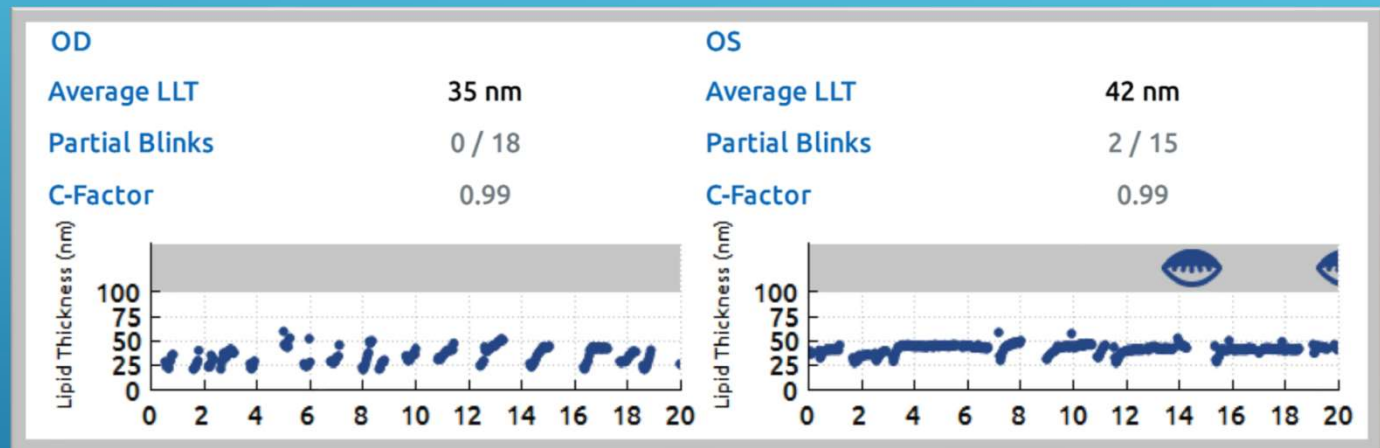 OD
Average LLT 35 nm
Partial Blinks 0 / 18
C-Factor 0.99
Lipid Thickness (nm)
100
75
50
25
0
0 2 4 6 8 10 12 14 16 18 20
OS
Average LLT 42 nm
Partial Blinks 2 / 15
C-Factor 0.99
Lipid Thickness (nm)
100
75
50
25
0
0 2 4 6 8 10 12 14 16 18 20